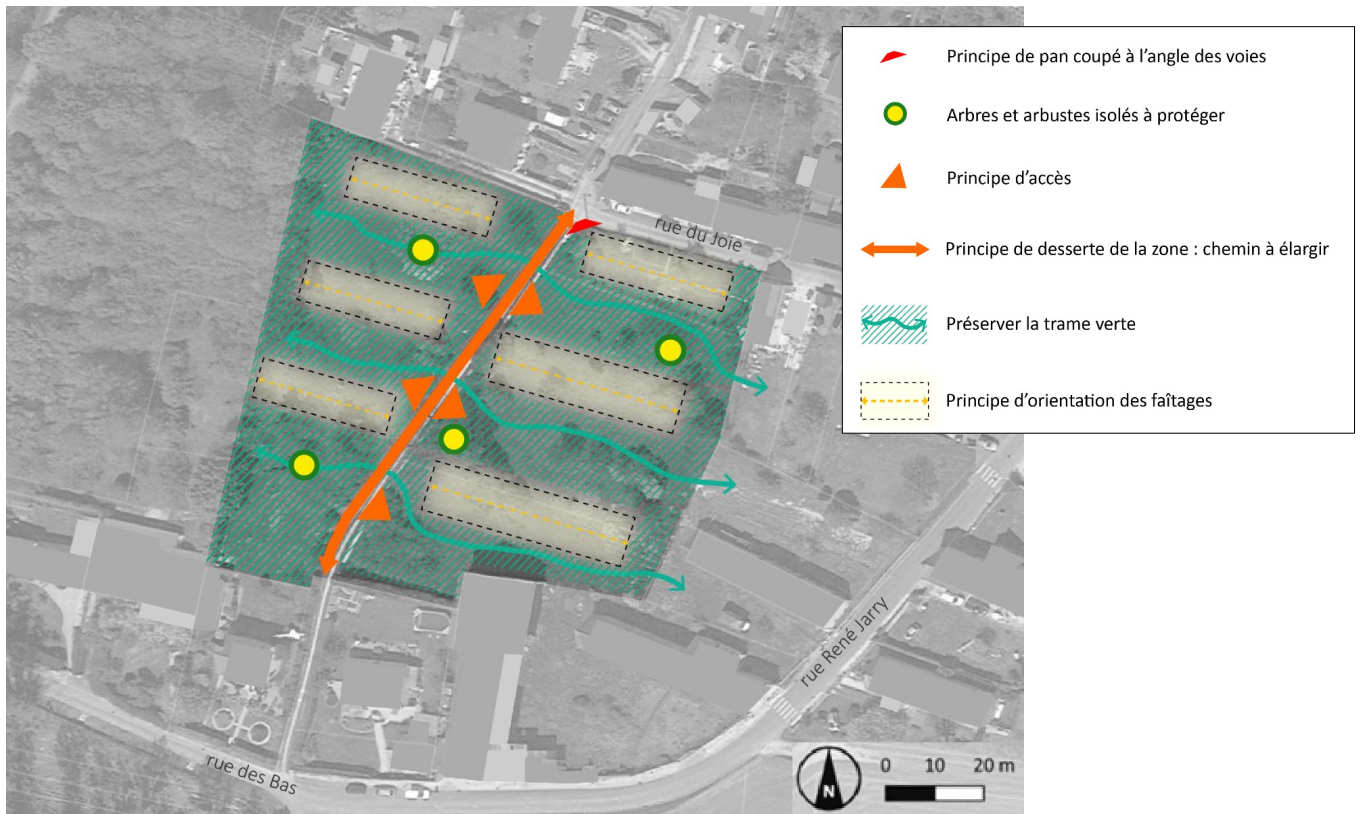 Principe de pan coupé à l'angle des voies
Arbres et arbustes isolés à protéger
Principe d'accès
rue du Joie
Principe de desserte de la zone : chemin à élargir
Préserver la trame verte
Principe d'orientation des faîtages
rue René Jarry
rue des Bas
0 10 20 m
N